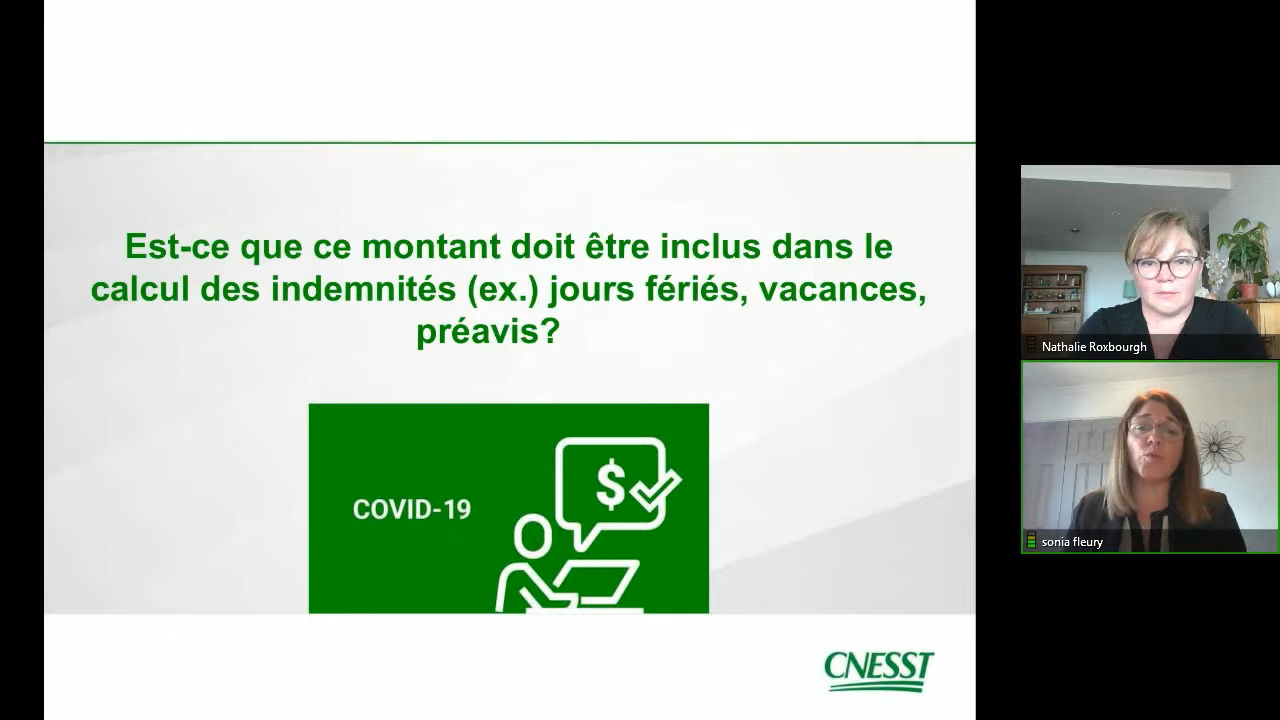 Est-ce que ce montant doit être inclus dans le
calcul des indemnités (ex.) jours fériés, vacances,
préavis?
COVID-19
$
CNESST
Nathalie Roxbourgh
sonia fleury